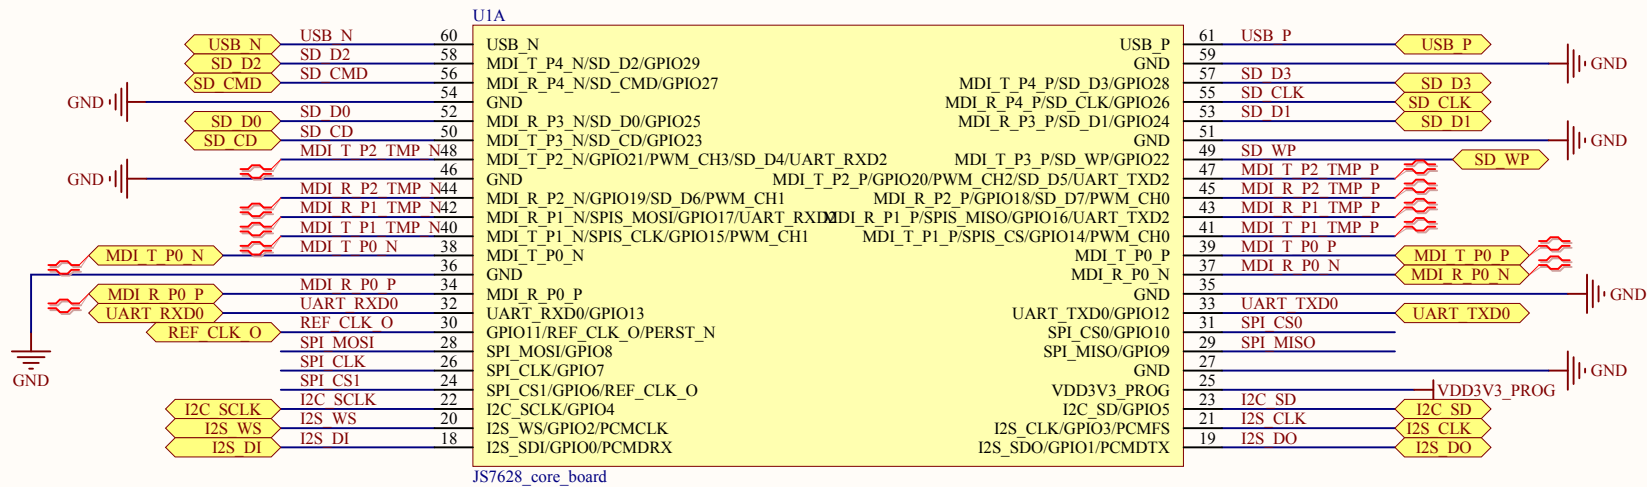 U1A
USB_N USB_N 60 USB_N USB_P 61 USB_P USB_P
SD_D2 SD_D2 58 MDI_T_P4_N/SD_D2/GPIO29 GND 59 GND
SD_CMD SD_CMD 56 MDI_R_P4_N/SD_CMD/GPIO27 MDI_T_P4_P/SD_D3/GPIO28 57 SD_D3 SD_D3
GND 54 GND MDI_R_P4_P/SD_CLK/GPIO26 55 SD_CLK SD_CLK
SD_D0 SD_D0 52 MDI_R_P3_N/SD_D0/GPIO25 MDI_R_P3_P/SD_D1/GPIO24 53 SD_D1 SD_D1
SD_CD SD_CD 50 MDI_T_P3_N/SD_CD/GPIO23 GND 51 GND
MDI_T_P2_TMP_N 48 MDI_T_P2_N/GPIO21/PWM_CH3/SD_D4/UART_RXD2 MDI_T_P3_P/SD_WP/GPIO22 49 SD_WP SD_WP
GND 46 GND MDI_T_P2_P/GPIO20/PWM_CH2/SD_D5/UART_TXD2 47 MDI_T_P2_TMP_P
MDI_R_P2_TMP_N 44 MDI_R_P2_N/GPIO19/SD_D6/PWM_CH1 MDI_R_P2_P/GPIO18/SD_D7/PWM_CH0 45 MDI_R_P2_TMP_P
MDI_R_P1_TMP_N 42 MDI_R_P1_N/SPIS_MOSI/GPIO17/UART_RXD2 MDI_R_P1_P/SPIS_MISO/GPIO16/UART_TXD2 43 MDI_R_P1_TMP_P
MDI_T_P1_TMP_N 40 MDI_T_P1_N/SPIS_CLK/GPIO15/PWM_CH1 MDI_T_P1_P/SPIS_CS/GPIO14/PWM_CH0 41 MDI_T_P1_TMP_P
MDI_T_P0_N MDI_T_P0_N 38 MDI_T_P0_N MDI_T_P0_P 39 MDI_T_P0_P MDI_T_P0_P
36 GND MDI_R_P0_N 37 MDI_R_P0_N MDI_R_P0_N
MDI_R_P0_P MDI_R_P0_P 34 MDI_R_P0_P GND 35 GND
UART_RXD0 UART_RXD0 32 UART_RXD0/GPIO13 UART_TXD0/GPIO12 33 UART_TXD0 UART_TXD0
REF_CLK_O REF_CLK_O 30 GPIO11/REF_CLK_O/PERST_N SPI_CS0/GPIO10 31 SPI_CS0
SPI_MOSI 28 SPI_MOSI/GPIO8 SPI_MISO/GPIO9 29 SPI_MISO
GND SPI_CLK 26 SPI_CLK/GPIO7 GND 27 GND
SPI_CS1 24 SPI_CS1/GPIO6/REF_CLK_O VDD3V3_PROG 25 VDD3V3_PROG
I2C_SCLK I2C_SCLK 22 I2C_SCLK/GPIO4 I2C_SD/GPIO5 23 I2C_SD I2C_SD
I2S_WS I2S_WS 20 I2S_WS/GPIO2/PCMCLK I2S_CLK/GPIO3/PCMFS 21 I2S_CLK I2S_CLK
I2S_DI I2S_DI 18 I2S_SDI/GPIO0/PCMDRX I2S_SDO/GPIO1/PCMDTX 19 I2S_DO I2S_DO
JS7628_core_board